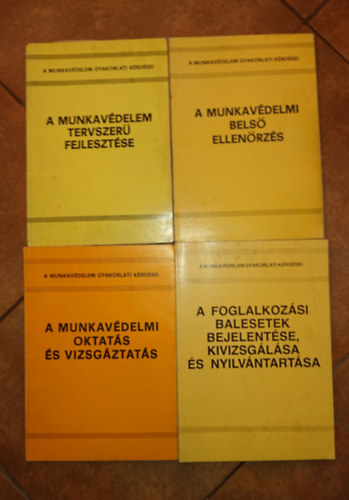 A MUNKAVÉDELEM GYAKORLATI KÉRDÉSEI
A MUNKAVÉDELEM
TERVSZERŰ
FEJLESZTÉSE
A MUNKAVÉDELEM GYAKORLATI KÉRDÉSEI
A MUNKAVÉDELMI
BELSŐ
ELLENŐRZÉS
A MUNKAVÉDELEM GYAKORLATI KÉRDÉSEI
A MUNKAVÉDELMI
OKTATÁS
ÉS VIZSGÁZTATÁS
A MUNKAVÉDELEM GYAKORLATI KÉRDÉSEI
A FOGLALKOZÁSI
BALESETEK
BEJELENTÉSE,
KIVIZSGÁLÁSA
ÉS NYILVÁNTARTÁSA